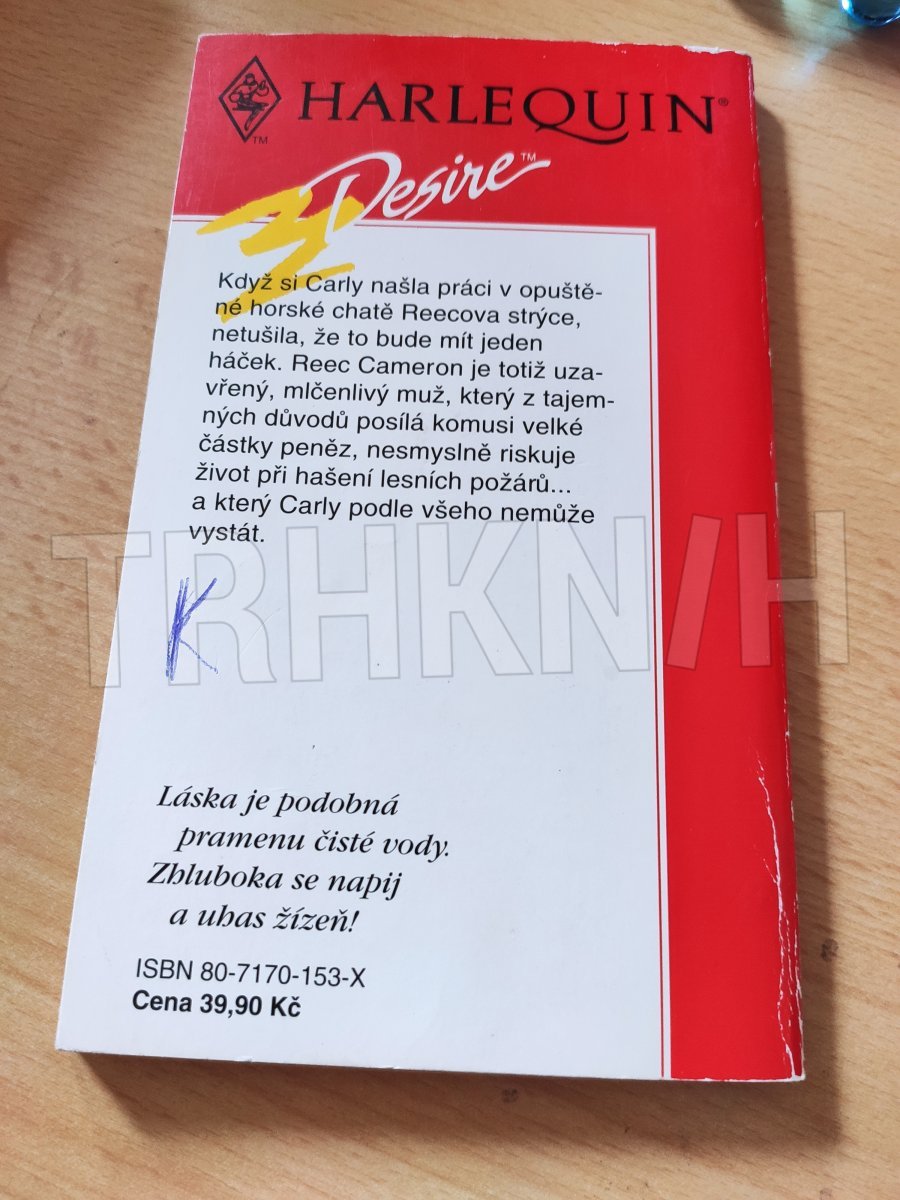 HARLEQUIN®
TM
Desire™
Když si Carly našla práci v opuště-
né horské chatě Reecova strýce,
netušila, že to bude mít jeden
háček. Reec Cameron je totiž uza-
vřený, mlčenlivý muž, který z tajem-
ných důvodů posílá komusi velké
částky peněz, nesmyslně riskuje
život při hašení lesních požárů...
a který Carly podle všeho nemůže
vystát.
TRHKN/H
K
Láska je podobná
pramenu čisté vody.
Zhluboka se napij
a uhas žízeň!
ISBN 80-7170-153-X
Cena 39,90 Kč